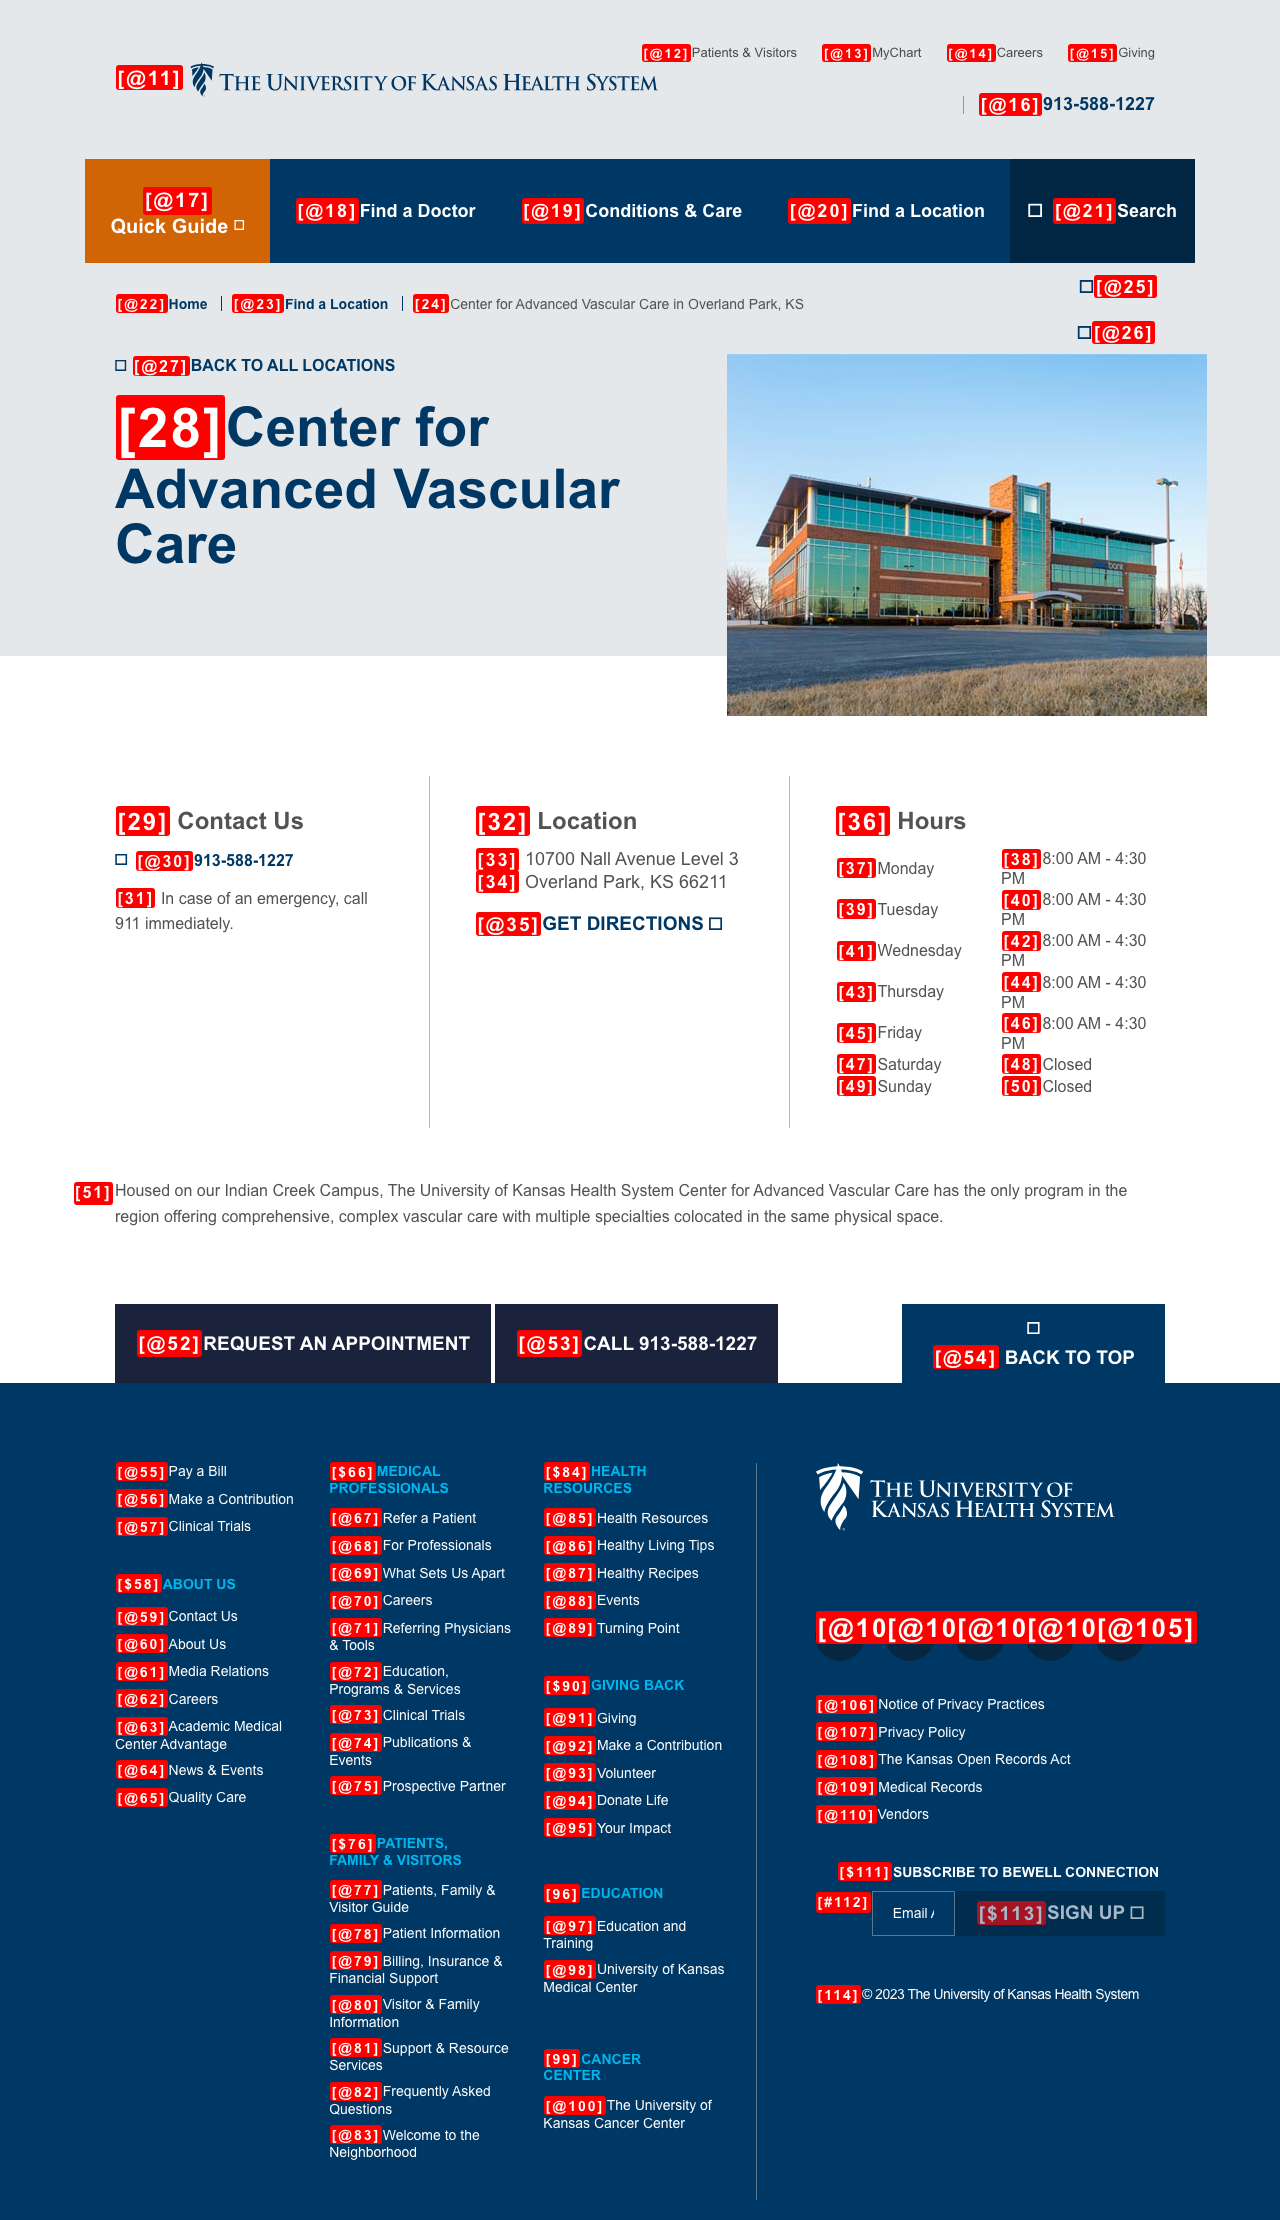 [@12]Patients & Visitors [@13]MyChart [@14]Careers [@15]Giving
[@11] THE UNIVERSITY OF KANSAS HEALTH SYSTEM
[@16]913-588-1227
[@17]
Quick Guide
[@18]Find a Doctor [@19]Conditions & Care [@20]Find a Location [@21]Search
[@22]Home [@23]Find a Location [24]Center for Advanced Vascular Care in Overland Park, KS
[@25]
[@26]
[@27]BACK TO ALL LOCATIONS
[28]Center for
Advanced Vascular
Care
[29] Contact Us
[@30]913-588-1227
[31] In case of an emergency, call
911 immediately.
[32] Location
[33] 10700 Nall Avenue Level 3
[34] Overland Park, KS 66211
[@35]GET DIRECTIONS
[36] Hours
[37]Monday [38]8:00 AM - 4:30
PM
[39]Tuesday [40]8:00 AM - 4:30
PM
[41]Wednesday [42]8:00 AM - 4:30
PM
[43]Thursday [44]8:00 AM - 4:30
PM
[45]Friday [46]8:00 AM - 4:30
PM
[47]Saturday [48]Closed
[49]Sunday [50]Closed
[51]Housed on our Indian Creek Campus, The University of Kansas Health System Center for Advanced Vascular Care has the only program in the
region offering comprehensive, complex vascular care with multiple specialties colocated in the same physical space.
[@52]REQUEST AN APPOINTMENT
[@53]CALL 913-588-1227
[@54] BACK TO TOP
[@55]Pay a Bill
[@56]Make a Contribution
[@57]Clinical Trials
[$58]ABOUT US
[@59]Contact Us
[@60]About Us
[@61]Media Relations
[@62]Careers
[@63]Academic Medical
Center Advantage
[@64]News & Events
[@65]Quality Care
[$66]MEDICAL
PROFESSIONALS
[@67]Refer a Patient
[@68]For Professionals
[@69]What Sets Us Apart
[@70]Careers
[@71]Referring Physicians
& Tools
[@72]Education,
Programs & Services
[@73]Clinical Trials
[@74]Publications &
Events
[@75]Prospective Partner
[$76]PATIENTS,
FAMILY & VISITORS
[@77]Patients, Family &
Visitor Guide
[@78]Patient Information
[@79]Billing, Insurance &
Financial Support
[@80]Visitor & Family
Information
[@81]Support & Resource
Services
[@82]Frequently Asked
Questions
[@83]Welcome to the
Neighborhood
[$84]HEALTH
RESOURCES
[@85]Health Resources
[@86]Healthy Living Tips
[@87]Healthy Recipes
[@88]Events
[@89]Turning Point
[$90]GIVING BACK
[@91]Giving
[@92]Make a Contribution
[@93]Volunteer
[@94]Donate Life
[@95]Your Impact
[96]EDUCATION
[@97]Education and
Training
[@98]University of Kansas
Medical Center
[99]CANCER
CENTER
[@100]The University of
Kansas Cancer Center
THE UNIVERSITY OF
KANSAS HEALTH SYSTEM
[@10[@10[@10[@10[@105]
[@106]Notice of Privacy Practices
[@107]Privacy Policy
[@108]The Kansas Open Records Act
[@109]Medical Records
[@110]Vendors
[$111]SUBSCRIBE TO BEWELL CONNECTION
[#112] Email [$113]SIGN UP
[114]© 2023 The University of Kansas Health System